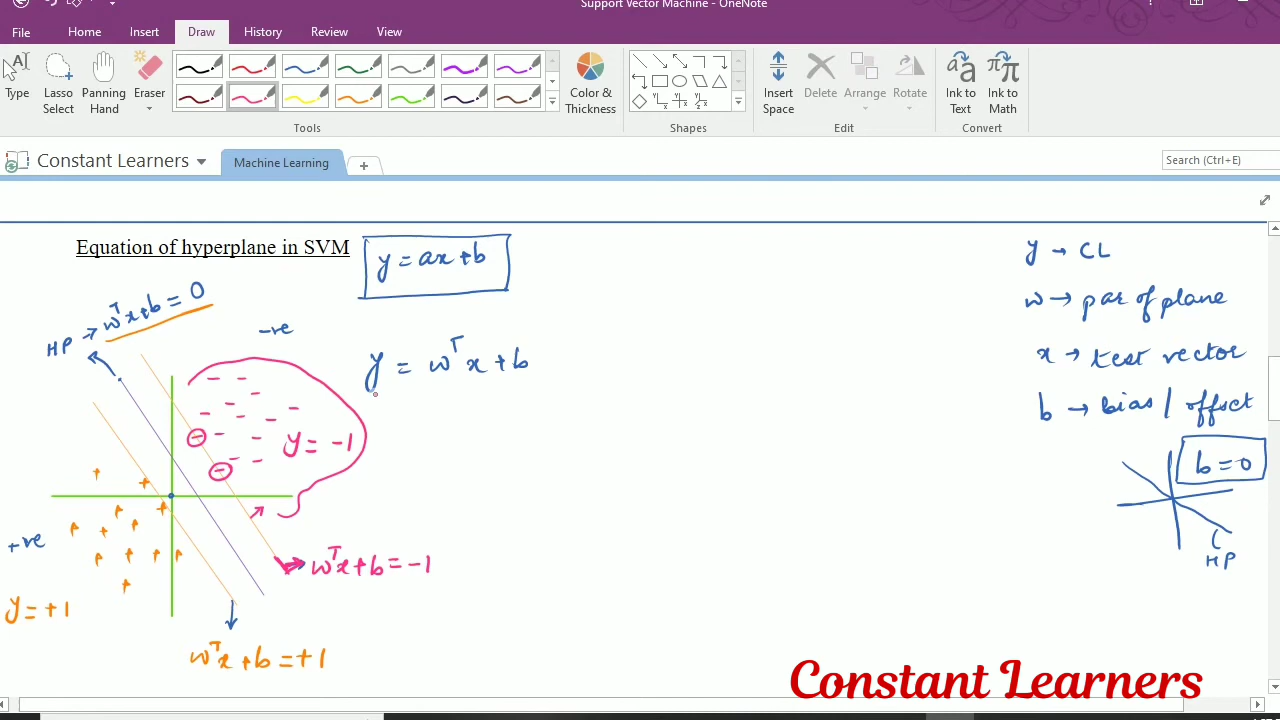 Support Vector Machine - OneNote
File Home Insert Draw History Review View
Type
Lasso Select
Panning Hand
Eraser
Color & Thickness
Insert Space
Delete
Arrange
Rotate
Ink to Text
Ink to Math
Tools
Shapes
Edit
Convert
Constant Learners
Machine Learning
Search (Ctrl+E)
Equation of hyperplane in SVM
y = ax+b
HP → wᵀx+b = 0
-ve
y = wᵀx+b
y = -1
+ve
y = +1
wᵀx+b = -1
wᵀx+b = +1
y → CL
w → par of plane
x → test vector
b → bias / offset
b = 0
HP
Constant Learners